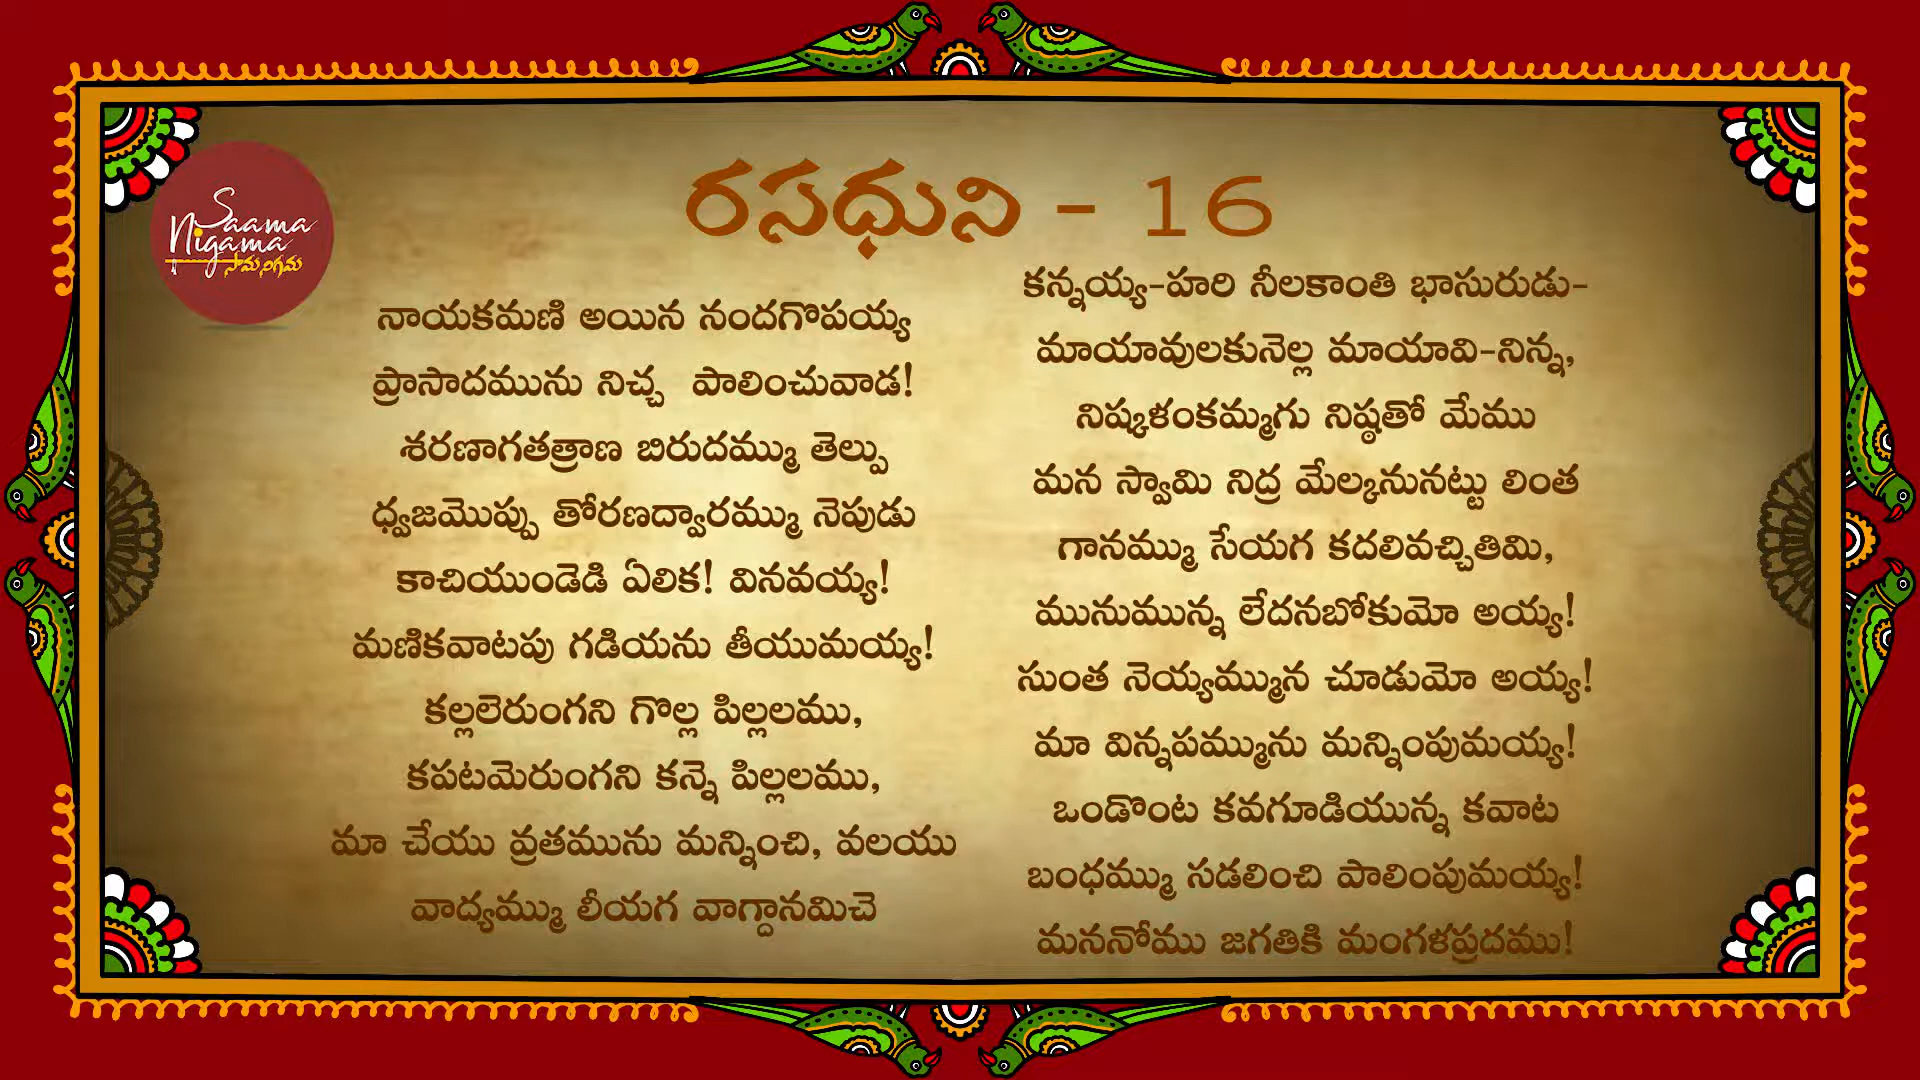 Saama
Nigama
సామనిగమ
రసధుని - 16
నాయకమణి అయిన నందగొపయ్య
ప్రాసాదమును నిచ్చ పాలించువాడ!
శరణాగతత్రాణ బిరుదమ్ము తెల్పు
ధ్వజమొప్పు తోరణద్వారమ్ము నెపుడు
కాచియుండెడి ఏలిక! వినవయ్య!
మణికవాటపు గడియను తీయుమయ్య!
కల్లలెరుంగని గొల్ల పిల్లలము,
కపటమెరుంగని కన్నె పిల్లలము,
మా చేయు వ్రతమును మన్నించి, వలయు
వాద్యమ్ము లీయగ వాగ్దానమిచె
కన్నయ్య-హరి నీలకాంతి భాసురుడు-
మాయావులకునెల్ల మాయావి-నిన్న,
నిష్కళంకమ్మగు నిష్ఠతో మేము
మన స్వామి నిద్ర మేల్కనునట్టు లింత
గానమ్ము సేయగ కదలివచ్చితిమి,
మునుమున్న లేదనబోకుమో అయ్య!
సుంత నెయ్యమ్మున చూడుమో అయ్య!
మా విన్నపమ్మును మన్నింపుమయ్య!
ఒండొంట కవగూడియున్న కవాట
బంధమ్ము సడలించి పాలింపుమయ్య!
మననోము జగతికి మంగళప్రదము!